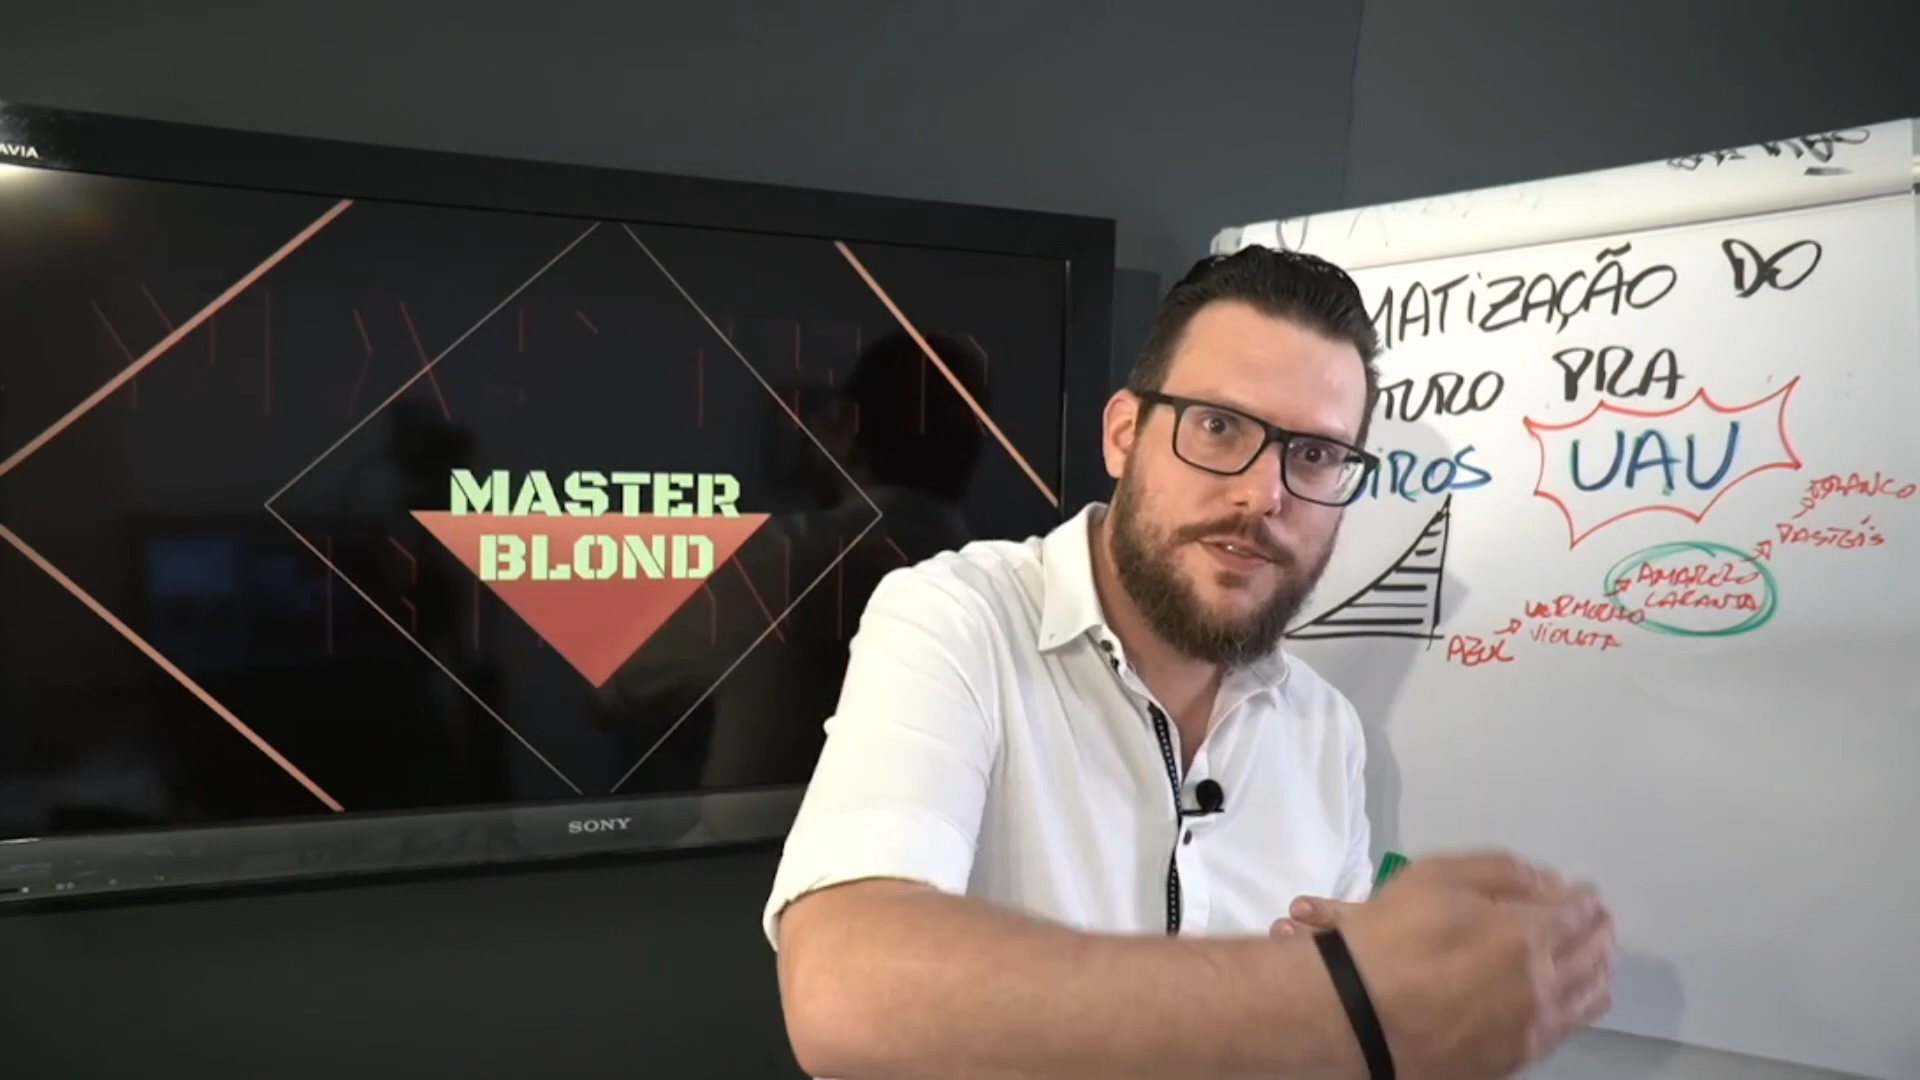 AVIA
MASTER
BLOND
SONY
MATIZAÇÃO DO
TURO PRA
IROS UAU
BRANCO
PASTÉIS
AMARELO
LARANJA
VERMELHO
VIOLETA
AZUL